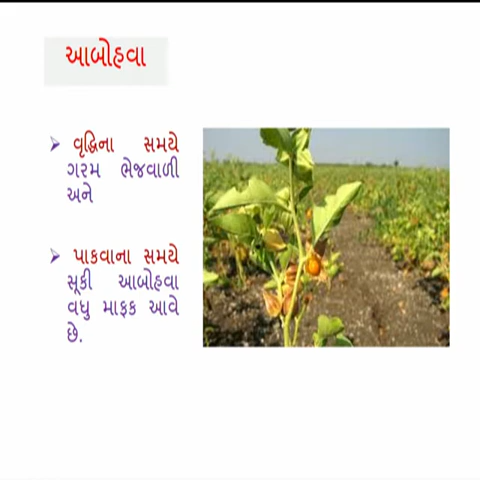 આબોહવા
વૃદ્ધિના સમયે
ગરમ ભેજવાળી
અને
પાકવાના સમયે
સૂકી આબોહવા
વધુ માફક આવે
છે.